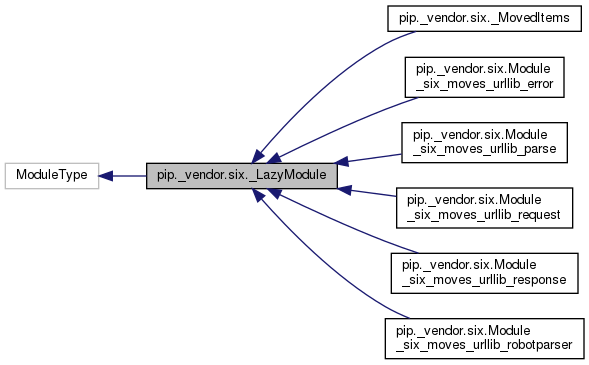 pip._vendor.six._MovedItems
pip._vendor.six.Module
_six_moves_urllib_error
pip._vendor.six.Module
_six_moves_urllib_parse
ModuleType
pip._vendor.six._LazyModule
pip._vendor.six.Module
_six_moves_urllib_request
pip._vendor.six.Module
_six_moves_urllib_response
pip._vendor.six.Module
_six_moves_urllib_robotparser